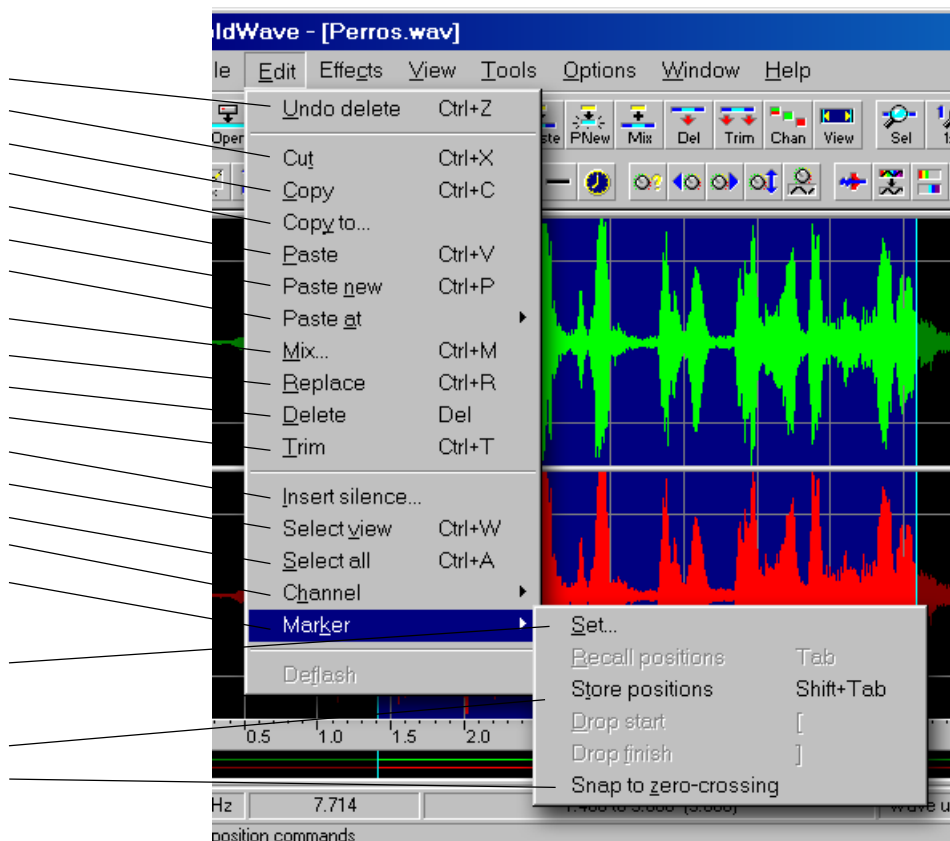 ldWave - [Perros.wav]
le Edit Effects View Tools Options Window Help
Undo delete Ctrl+Z
Cut Ctrl+X
Copy Ctrl+C
Copy to...
Paste Ctrl+V
Paste new Ctrl+P
Paste at
Mix... Ctrl+M
Replace Ctrl+R
Delete Del
Trim Ctrl+T
Insert silence...
Select view Ctrl+W
Select all Ctrl+A
Channel
Marker
Deflash
Oper ste PNew Mix Del Trim Chan View Sel
Set...
Recall positions Tab
Store positions Shift+Tab
Drop start [
Drop finish ]
Snap to zero-crossing
0.5 1.0 1.5 2.0
Hz 7.714
Wave u
position commands